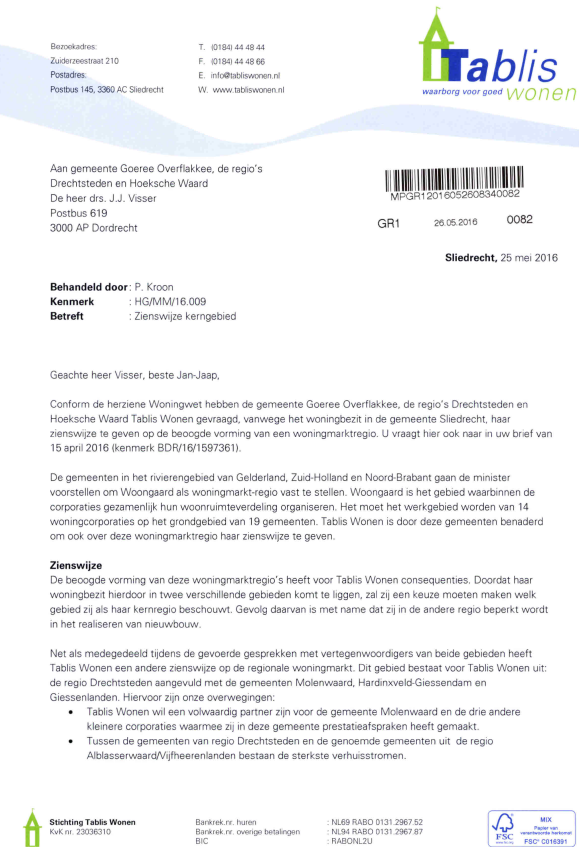 Bezoekadres:
Zuiderzeestraat 210
Postadres:
Postbus 145, 3360 AC Sliedrecht
T. (0184) 44 48 44
F. (0184) 44 48 66
E. info@tabliswonen.nl
W. www.tabliswonen.nl
Tablis
waarborg voor goed wonen
Aan gemeente Goeree Overflakkee, de regio's
Drechtsteden en Hoeksche Waard
De heer drs. J.J. Visser
Postbus 619
3000 AP Dordrecht
MPGR12016052608340082
GR1 26.05.2016 0082
Sliedrecht, 25 mei 2016
Behandeld door : P. Kroon
Kenmerk : HG/MM/16.009
Betreft : Zienswijze kerngebied
Geachte heer Visser, beste Jan-Jaap,
Conform de herziene Woningwet hebben de gemeente Goeree Overflakkee, de regio's Drechtsteden en
Hoeksche Waard Tablis Wonen gevraagd, vanwege het woningbezit in de gemeente Sliedrecht, haar
zienswijze te geven op de beoogde vorming van een woningmarktregio. U vraagt hier ook naar in uw brief van
15 april 2016 (kenmerk BDR/16/1597361).
De gemeenten in het rivierengebied van Gelderland, Zuid-Holland en Noord-Brabant gaan de minister
voorstellen om Woongaard als woningmarkt-regio vast te stellen. Woongaard is het gebied waarbinnen de
corporaties gezamenlijk hun woonruimteverdeling organiseren. Het moet het werkgebied worden van 14
woningcorporaties op het grondgebied van 19 gemeenten. Tablis Wonen is door deze gemeenten benaderd
om ook over deze woningmarktregio haar zienswijze te geven.
Zienswijze
De beoogde vorming van deze woningmarktregio's heeft voor Tablis Wonen consequenties. Doordat haar
woningbezit hierdoor in twee verschillende gebieden komt te liggen, zal zij een keuze moeten maken welk
gebied zij als haar kernregio beschouwt. Gevolg daarvan is met name dat zij in de andere regio beperkt wordt
in het realiseren van nieuwbouw.
Net als medegedeeld tijdens de gevoerde gesprekken met vertegenwoordigers van beide gebieden heeft
Tablis Wonen een andere zienswijze op de regionale woningmarkt. Dit gebied bestaat voor Tablis Wonen uit:
de regio Drechtsteden aangevuld met de gemeenten Molenwaard, Hardinxveld-Giessendam en
Giessenlanden. Hiervoor zijn onze overwegingen:
• Tablis Wonen wil een volwaardig partner zijn voor de gemeente Molenwaard en de drie andere
kleinere corporaties waarmee zij in deze gemeente prestatieafspraken heeft gemaakt.
• Tussen de gemeenten van regio Drechtsteden en de genoemde gemeenten uit de regio
Alblasserwaard/Vijfheerenlanden bestaan de sterkste verhuisstromen.
Stichting Tablis Wonen
KvK nr. 23036310
Bankrek.nr. huren : NL69 RABO 0131.2967.52
Bankrek.nr. overige betalingen : NL94 RABO 0131.2967.87
BIC : RABONL2U
FSC
www.fsc.org
MIX
Papier van
verantwoorde herkomst
FSC® C016391